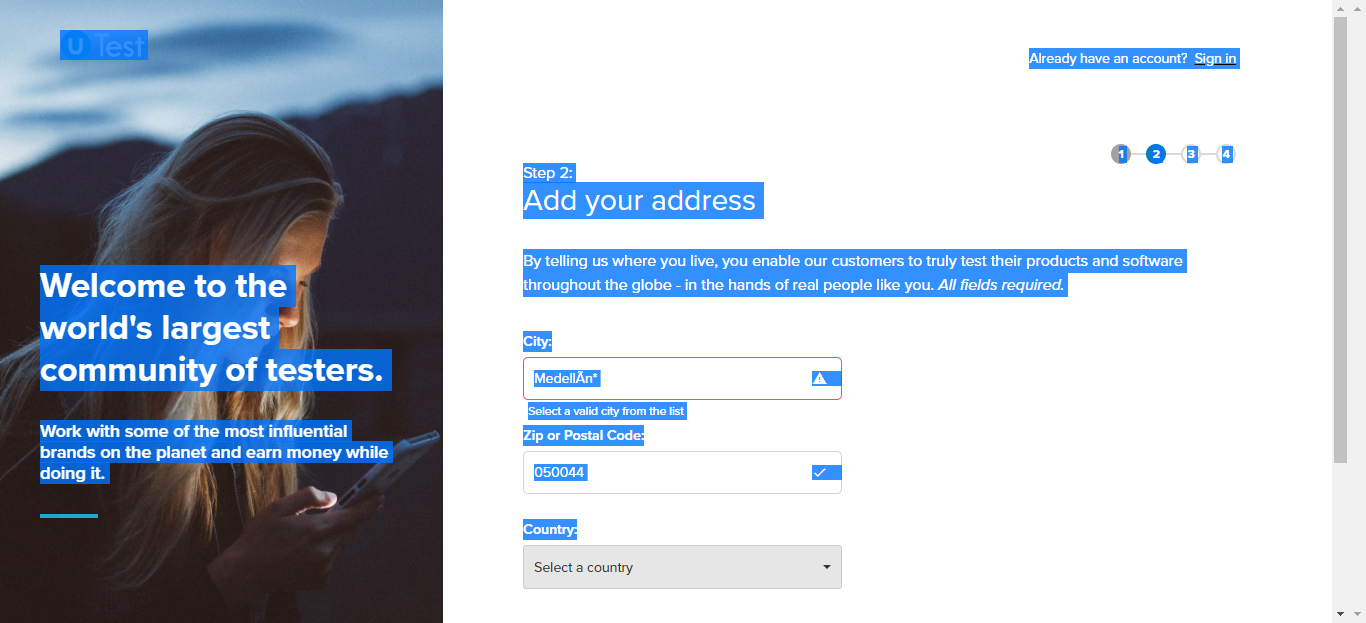 U Test
Already have an account? Sign in
1 2 3 4
Step 2:
Add your address
By telling us where you live, you enable our customers to truly test their products and software
throughout the globe - in the hands of real people like you. All fields required.
City:
MedellÃn*
Select a valid city from the list
Zip or Postal Code:
050044
Country:
Select a country
Welcome to the
world's largest
community of testers.
Work with some of the most influential
brands on the planet and earn money while
doing it.